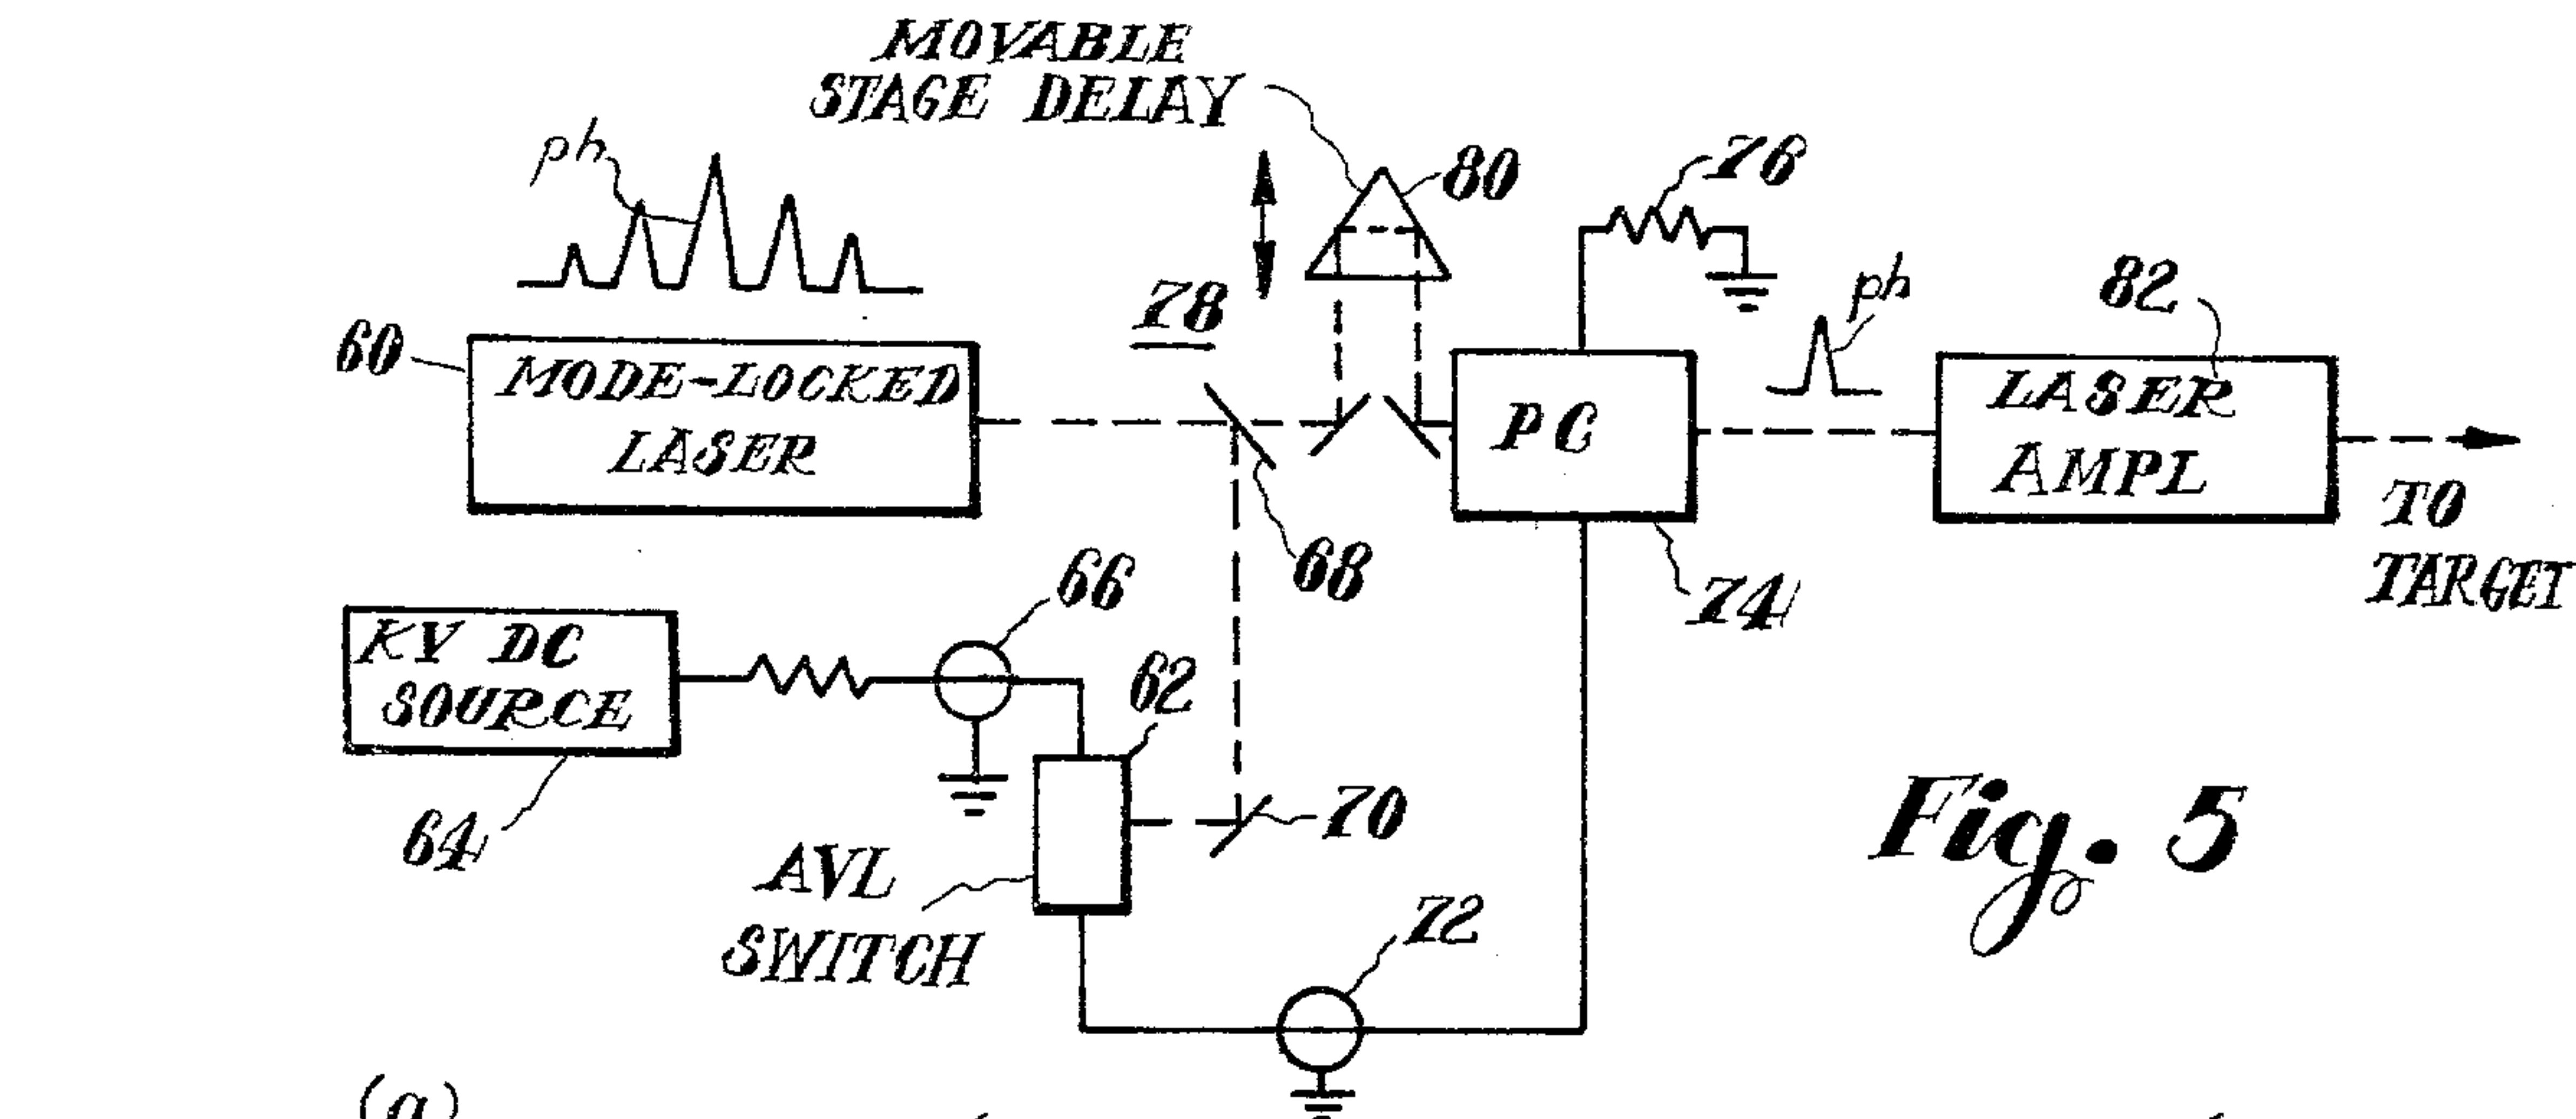 MOVABLE
STAGE DELAY
ph
80
76
78
ph
82
60
MODE-LOCKED
LASER
PC
LASER
AMPL
TO
TARGET
68
74
66
KV DC
SOURCE
62
64
70
AVL
SWITCH
72
Fig. 5
(a)